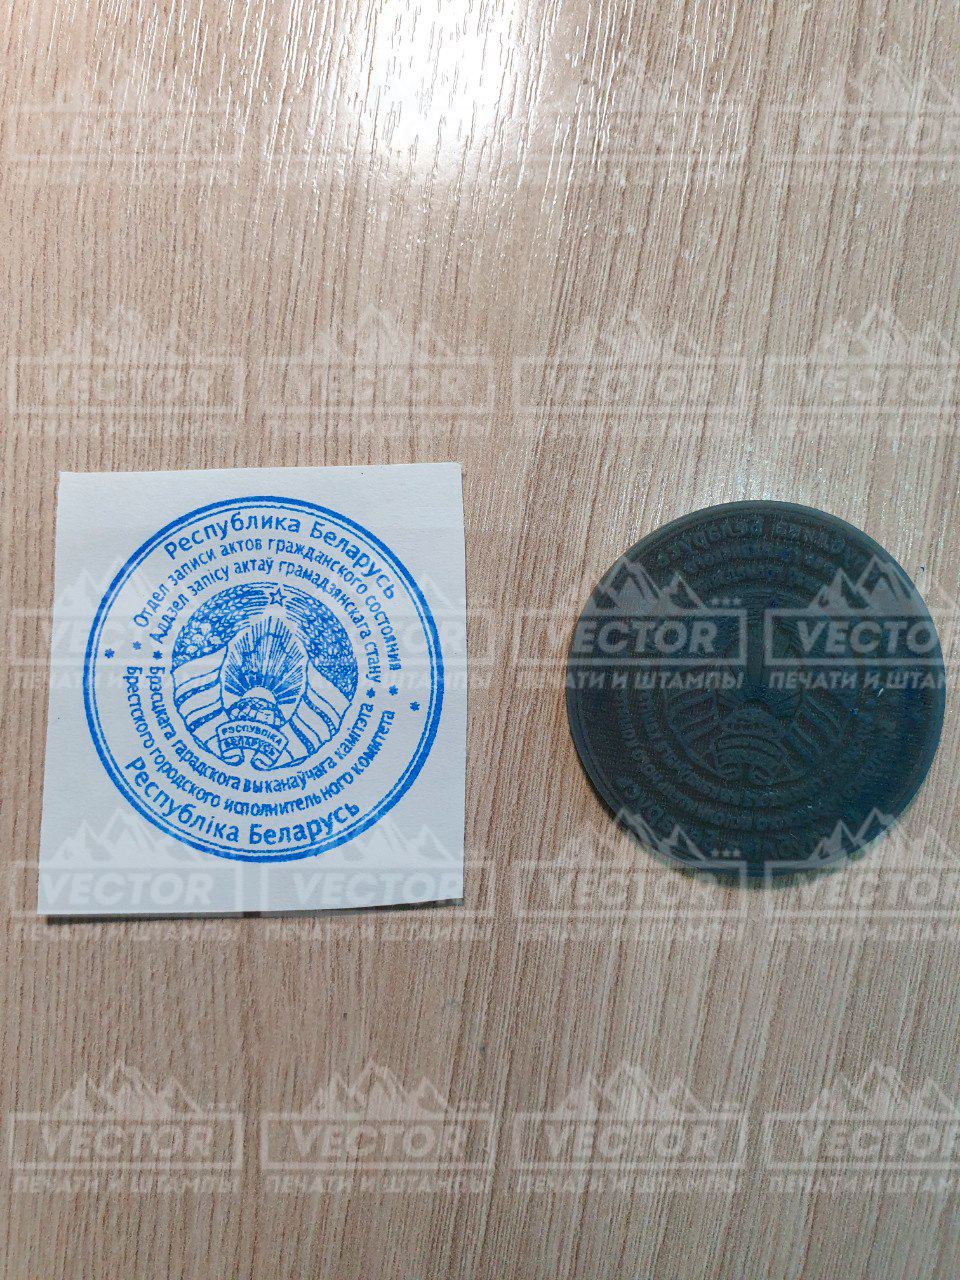 Республика Беларусь
Отдел записи актов гражданского состояния
Аддзел запісу актаў грамадзянскага стану
РЭСПУБЛІКА
БЕЛАРУСЬ
Брэсцкага гарадскога выканаўчага камітэта
Брестского городского исполнительного комитета
Рэспубліка Беларусь
VECTOR
ПЕЧАТИ И ШТАМПЫ